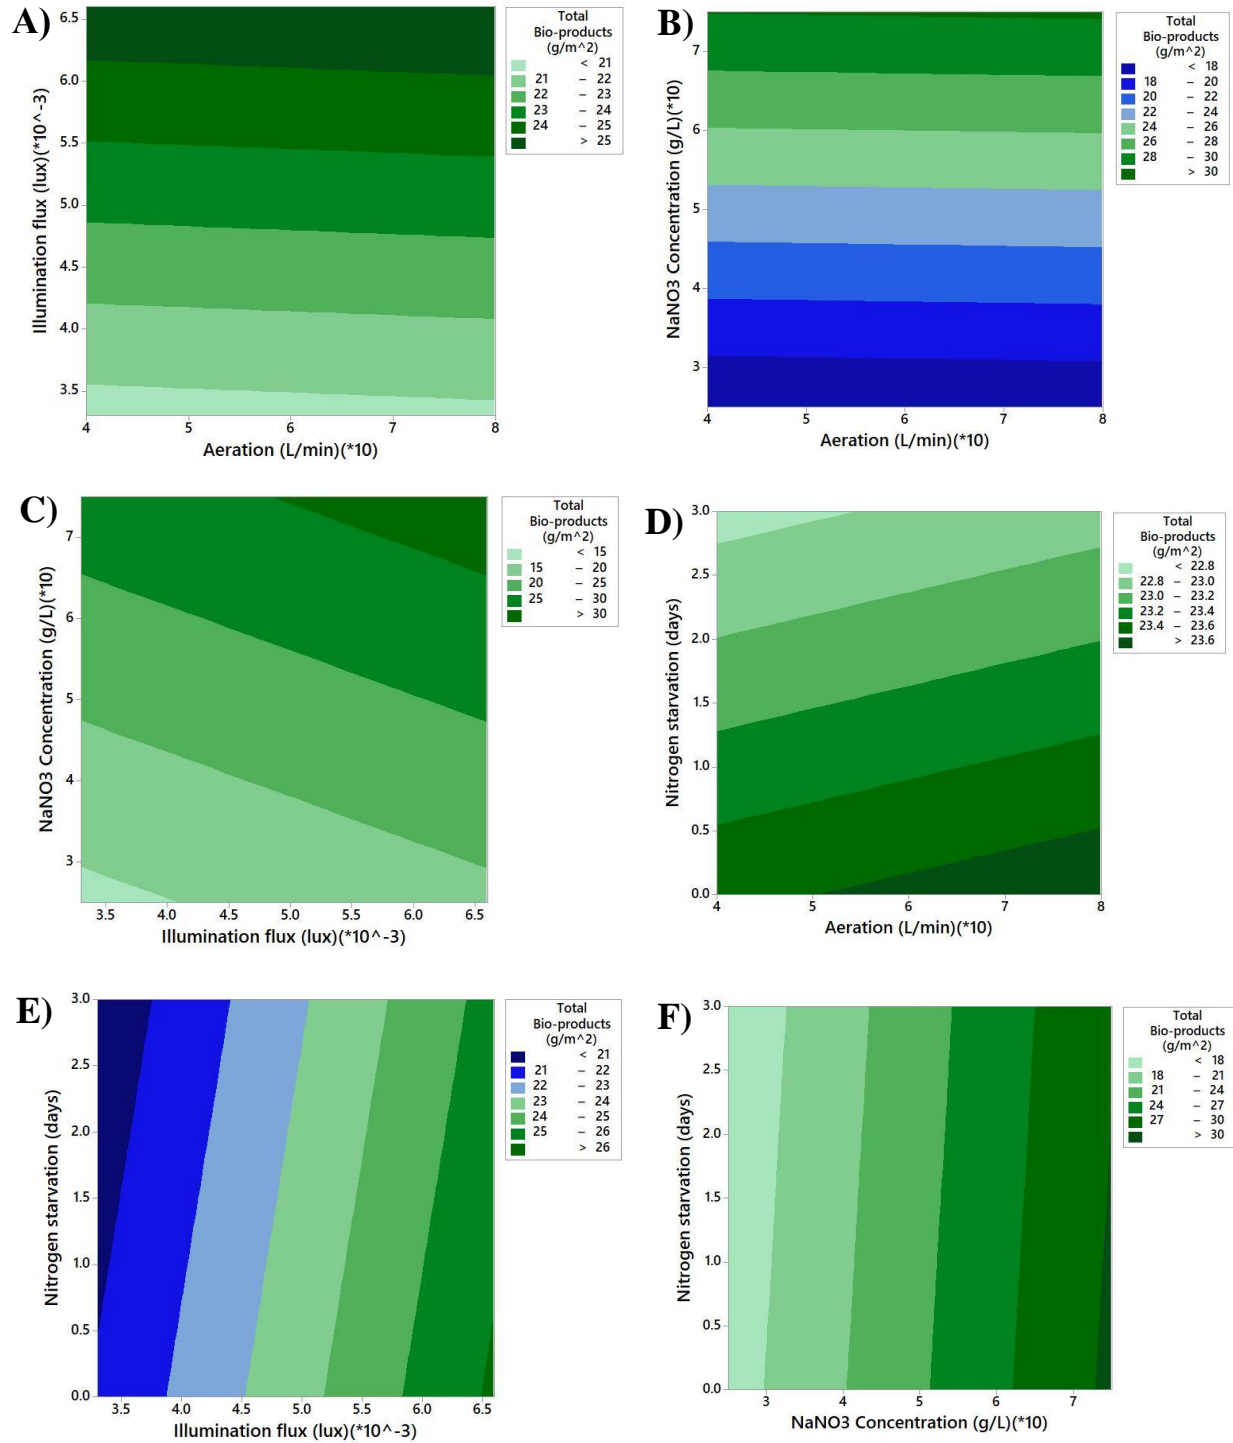 A)
Total
Bio-products
(g/m^2)
< 21
21 – 22
22 – 23
23 – 24
24 – 25
> 25
6.5
6.0
5.5
5.0
4.5
4.0
3.5
Illumination flux (lux)(*10^-3)
4 5 6 7 8
Aeration (L/min)(*10)
B)
Total
Bio-products
(g/m^2)
< 18
18 – 20
20 – 22
22 – 24
24 – 26
26 – 28
28 – 30
> 30
7
6
5
4
3
NaNO3 Concentration (g/L)(*10)
4 5 6 7 8
Aeration (L/min)(*10)
C)
Total
Bio-products
(g/m^2)
< 15
15 – 20
20 – 25
25 – 30
> 30
7
6
5
4
3
NaNO3 Concentration (g/L)(*10)
3.5 4.0 4.5 5.0 5.5 6.0 6.5
Illumination flux (lux)(*10^-3)
D)
Total
Bio-products
(g/m^2)
< 22.8
22.8 – 23.0
23.0 – 23.2
23.2 – 23.4
23.4 – 23.6
> 23.6
3.0
2.5
2.0
1.5
1.0
0.5
0.0
Nitrogen starvation (days)
4 5 6 7 8
Aeration (L/min)(*10)
E)
Total
Bio-products
(g/m^2)
< 21
21 – 22
22 – 23
23 – 24
24 – 25
25 – 26
> 26
3.0
2.5
2.0
1.5
1.0
0.5
0.0
Nitrogen starvation (days)
3.5 4.0 4.5 5.0 5.5 6.0 6.5
Illumination flux (lux)(*10^-3)
F)
Total
Bio-products
(g/m^2)
< 18
18 – 21
21 – 24
24 – 27
27 – 30
> 30
3.0
2.5
2.0
1.5
1.0
0.5
0.0
Nitrogen starvation (days)
3 4 5 6 7
NaNO3 Concentration (g/L)(*10)